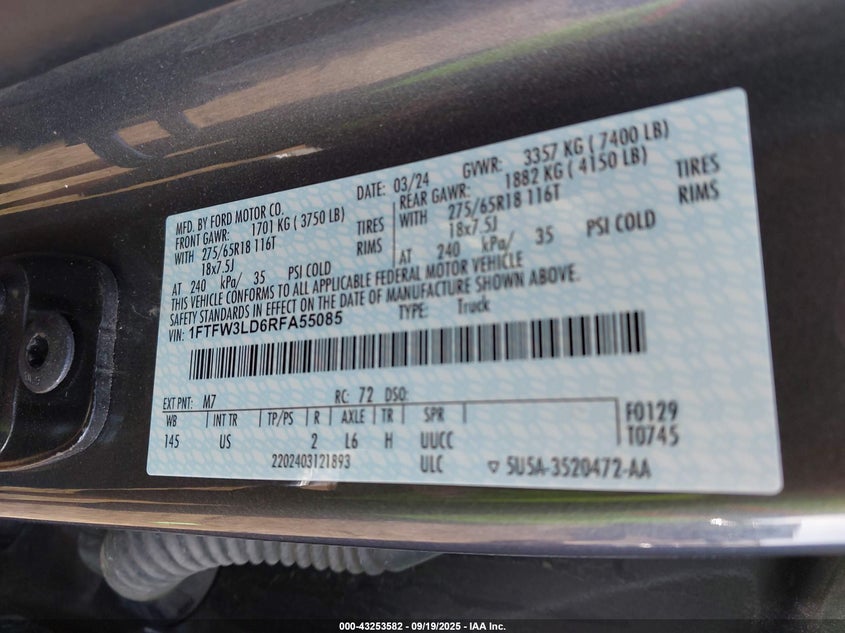 MFD. BY FORD MOTOR CO.
DATE: 03/24 GVWR: 3357 KG ( 7400 LB)
FRONT GAWR: 1701 KG ( 3750 LB) REAR GAWR: 1882 KG ( 4150 LB)
WITH 275/65R18 116T TIRES WITH 275/65R18 116T TIRES
18x7.5J RIMS 18x7.5J RIMS
AT 240 kPa/ 35 PSI COLD AT 240 kPa/ 35 PSI COLD
THIS VEHICLE CONFORMS TO ALL APPLICABLE FEDERAL MOTOR VEHICLE
SAFETY STANDARDS IN EFFECT ON THE DATE OF MANUFACTURE SHOWN ABOVE.
VIN: 1FTFW3LD6RFA55085 TYPE: Truck
EXT PNT: M7 RC: 72 DSO:
WB INT TR TP/PS R AXLE TR SPR F0129
145 US 2 L6 H UUCC T0745
2202403121893 ULC ▽ 5U5A-3520472-AA
000-43253582 - 09/19/2025 - IAA Inc.